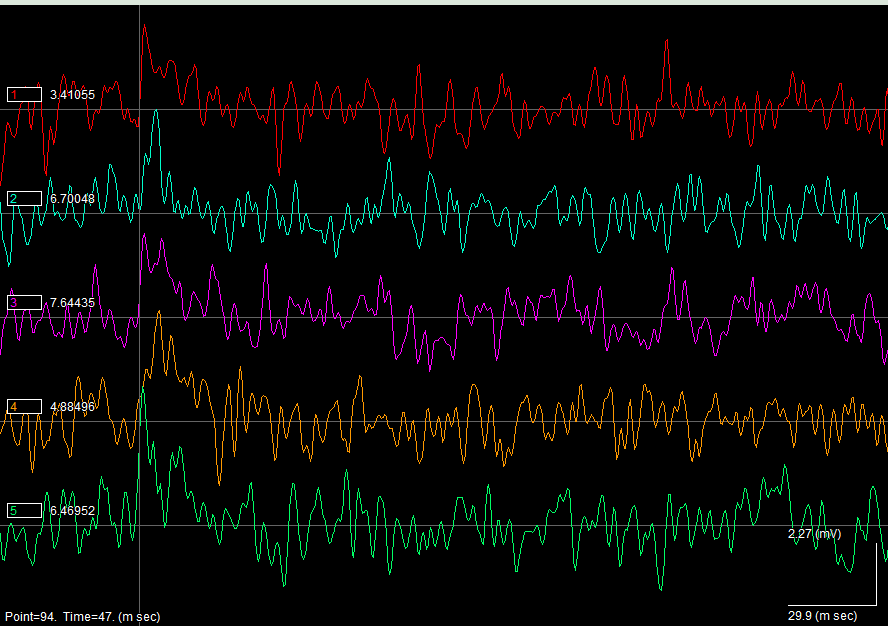 1 3.41055
2 6.70048
3 7.64435
4 4.88496
5 6.46952
2.27 (mV)
29.9 (m sec)
Point=94. Time=47. (m sec)